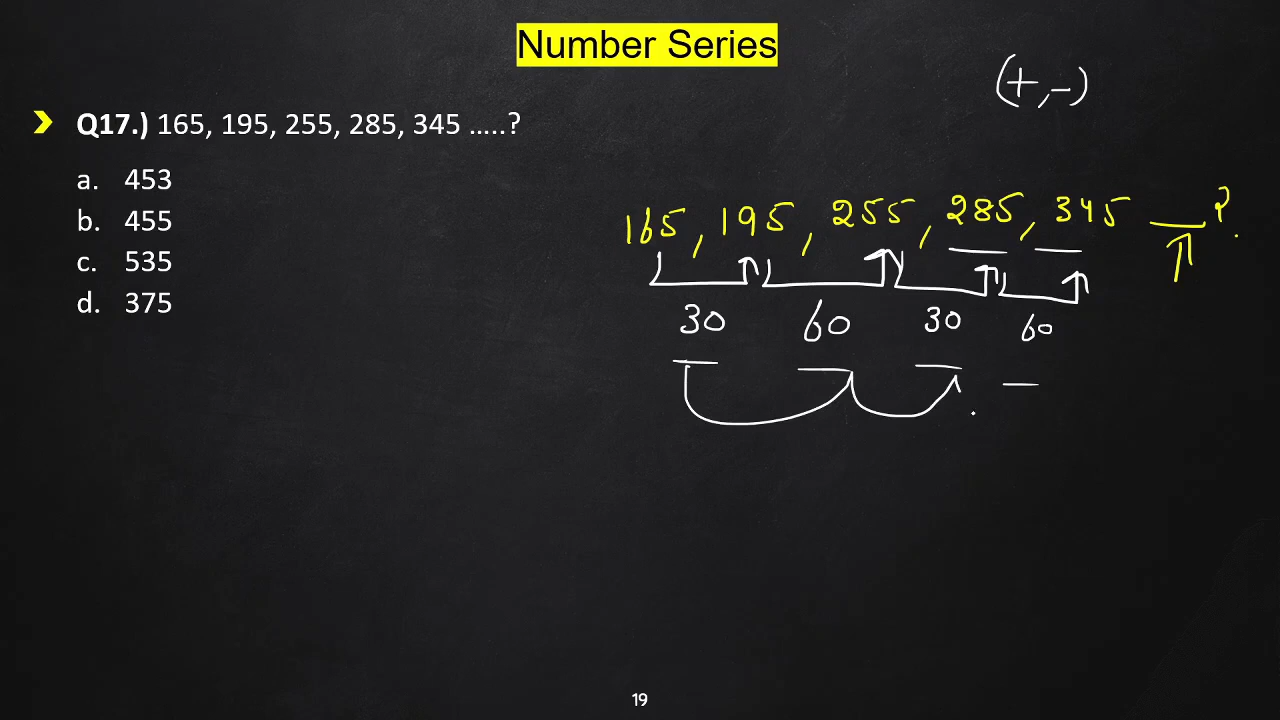 Number Series
(+,-)
Q17.) 165, 195, 255, 285, 345 .....?
a. 453
b. 455
c. 535
d. 375
165, 195, 255, 285, 345 __?
30 60 30 60
19